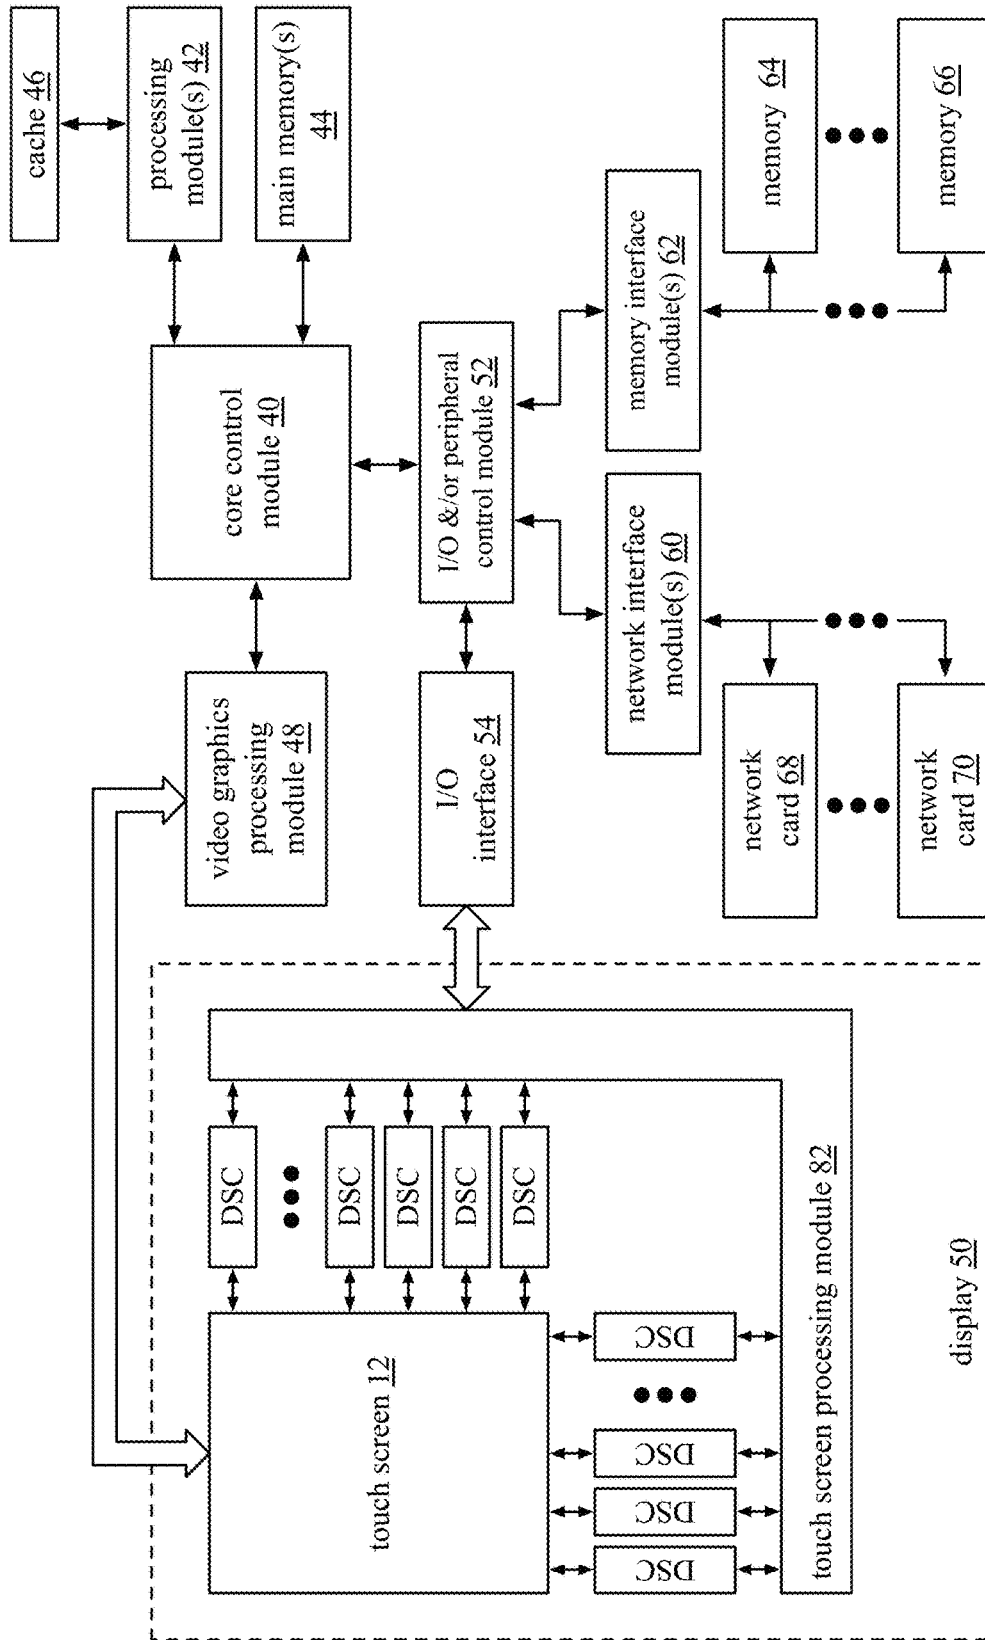 cache 46
processing
module(s) 42
main memory(s)
44
core control
module 40
video graphics
processing
module 48
I/O &/or peripheral
control module 52
I/O
interface 54
memory interface
module(s) 62
network interface
module(s) 60
memory 64
memory 66
network
card 68
network
card 70
touch screen 12
DSC
DSC
DSC
DSC
DSC
DSC
DSC
DSC
DSC
touch screen processing module 82
display 50